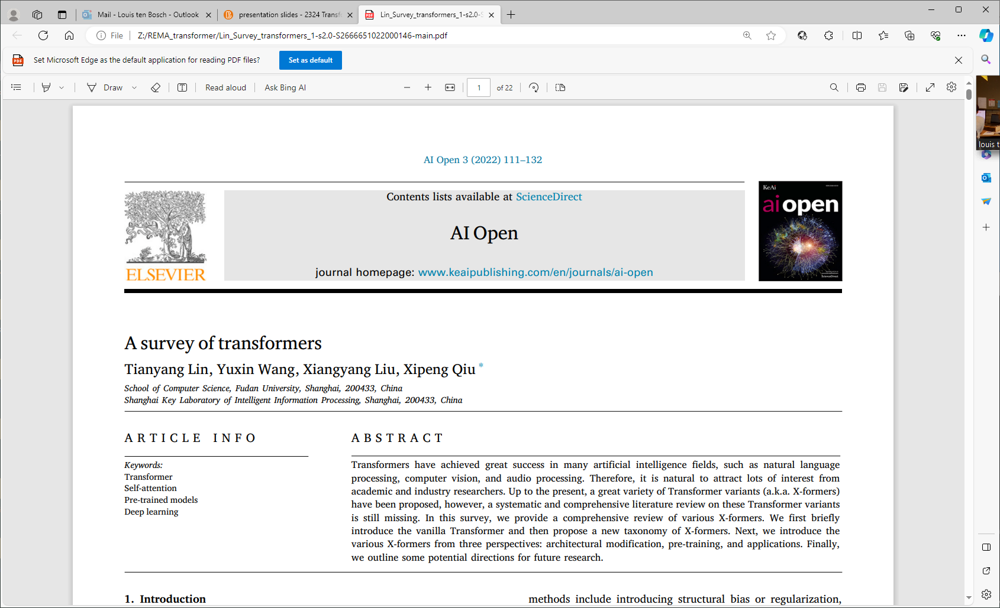 Mail - Louis ten Bosch - Outlook
presentation slides - 2324 Transf
Lin_Survey_transformers_1-s2.0-S
File
Z:/REMA_transformer/Lin_Survey_transformers_1-s2.0-S2666651022000146-main.pdf
Set Microsoft Edge as the default application for reading PDF files?
Set as default
Draw
Read aloud
Ask Bing AI
1
of 22
louis t
AI Open 3 (2022) 111–132
Contents lists available at ScienceDirect
AI Open
journal homepage: www.keaipublishing.com/en/journals/ai-open
ELSEVIER
KeAi
ai open
ScienceDirect
A survey of transformers
Tianyang Lin, Yuxin Wang, Xiangyang Liu, Xipeng Qiu *
School of Computer Science, Fudan University, Shanghai, 200433, China
Shanghai Key Laboratory of Intelligent Information Processing, Shanghai, 200433, China
ARTICLE INFO
Keywords:
Transformer
Self-attention
Pre-trained models
Deep learning
ABSTRACT
Transformers have achieved great success in many artificial intelligence fields, such as natural language
processing, computer vision, and audio processing. Therefore, it is natural to attract lots of interest from
academic and industry researchers. Up to the present, a great variety of Transformer variants (a.k.a. X-formers)
have been proposed, however, a systematic and comprehensive literature review on these Transformer variants
is still missing. In this survey, we provide a comprehensive review of various X-formers. We first briefly
introduce the vanilla Transformer and then propose a new taxonomy of X-formers. Next, we introduce the
various X-formers from three perspectives: architectural modification, pre-training, and applications. Finally,
we outline some potential directions for future research.
1. Introduction
methods include introducing structural bias or regularization,